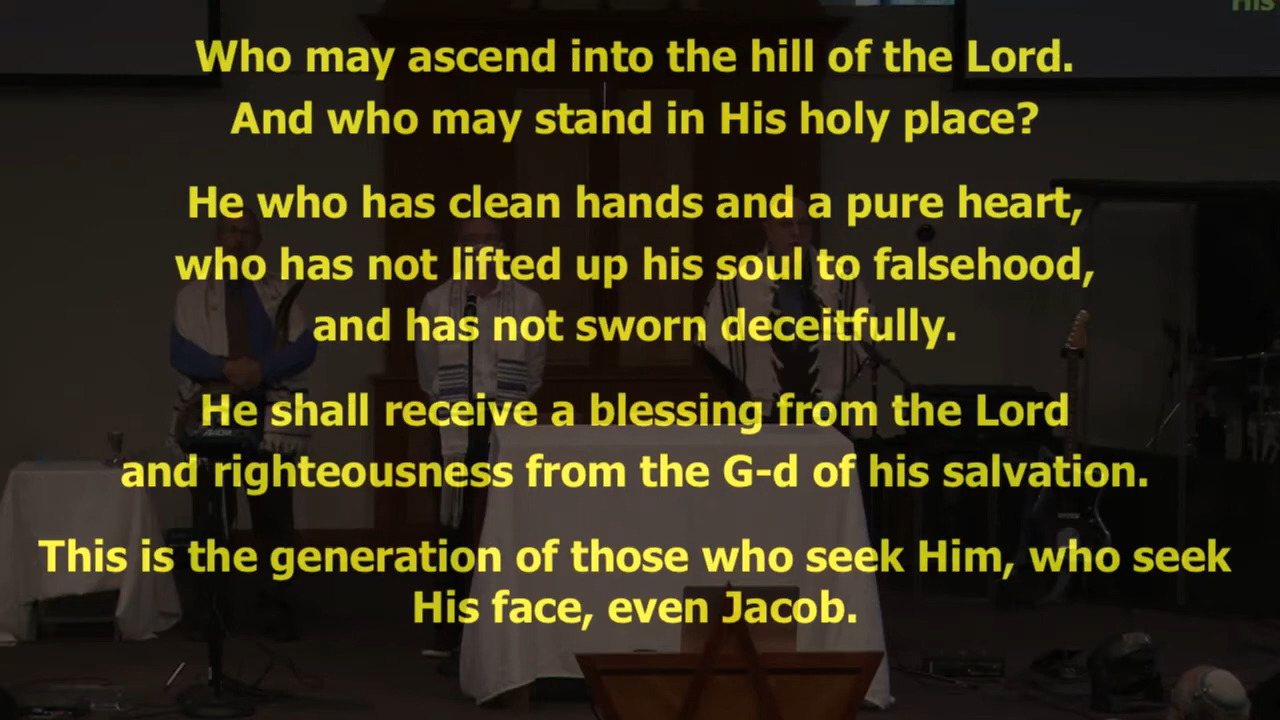 His
Who may ascend into the hill of the Lord.
And who may stand in His holy place?
He who has clean hands and a pure heart,
who has not lifted up his soul to falsehood,
and has not sworn deceitfully.
He shall receive a blessing from the Lord
and righteousness from the G-d of his salvation.
This is the generation of those who seek Him, who seek
His face, even Jacob.